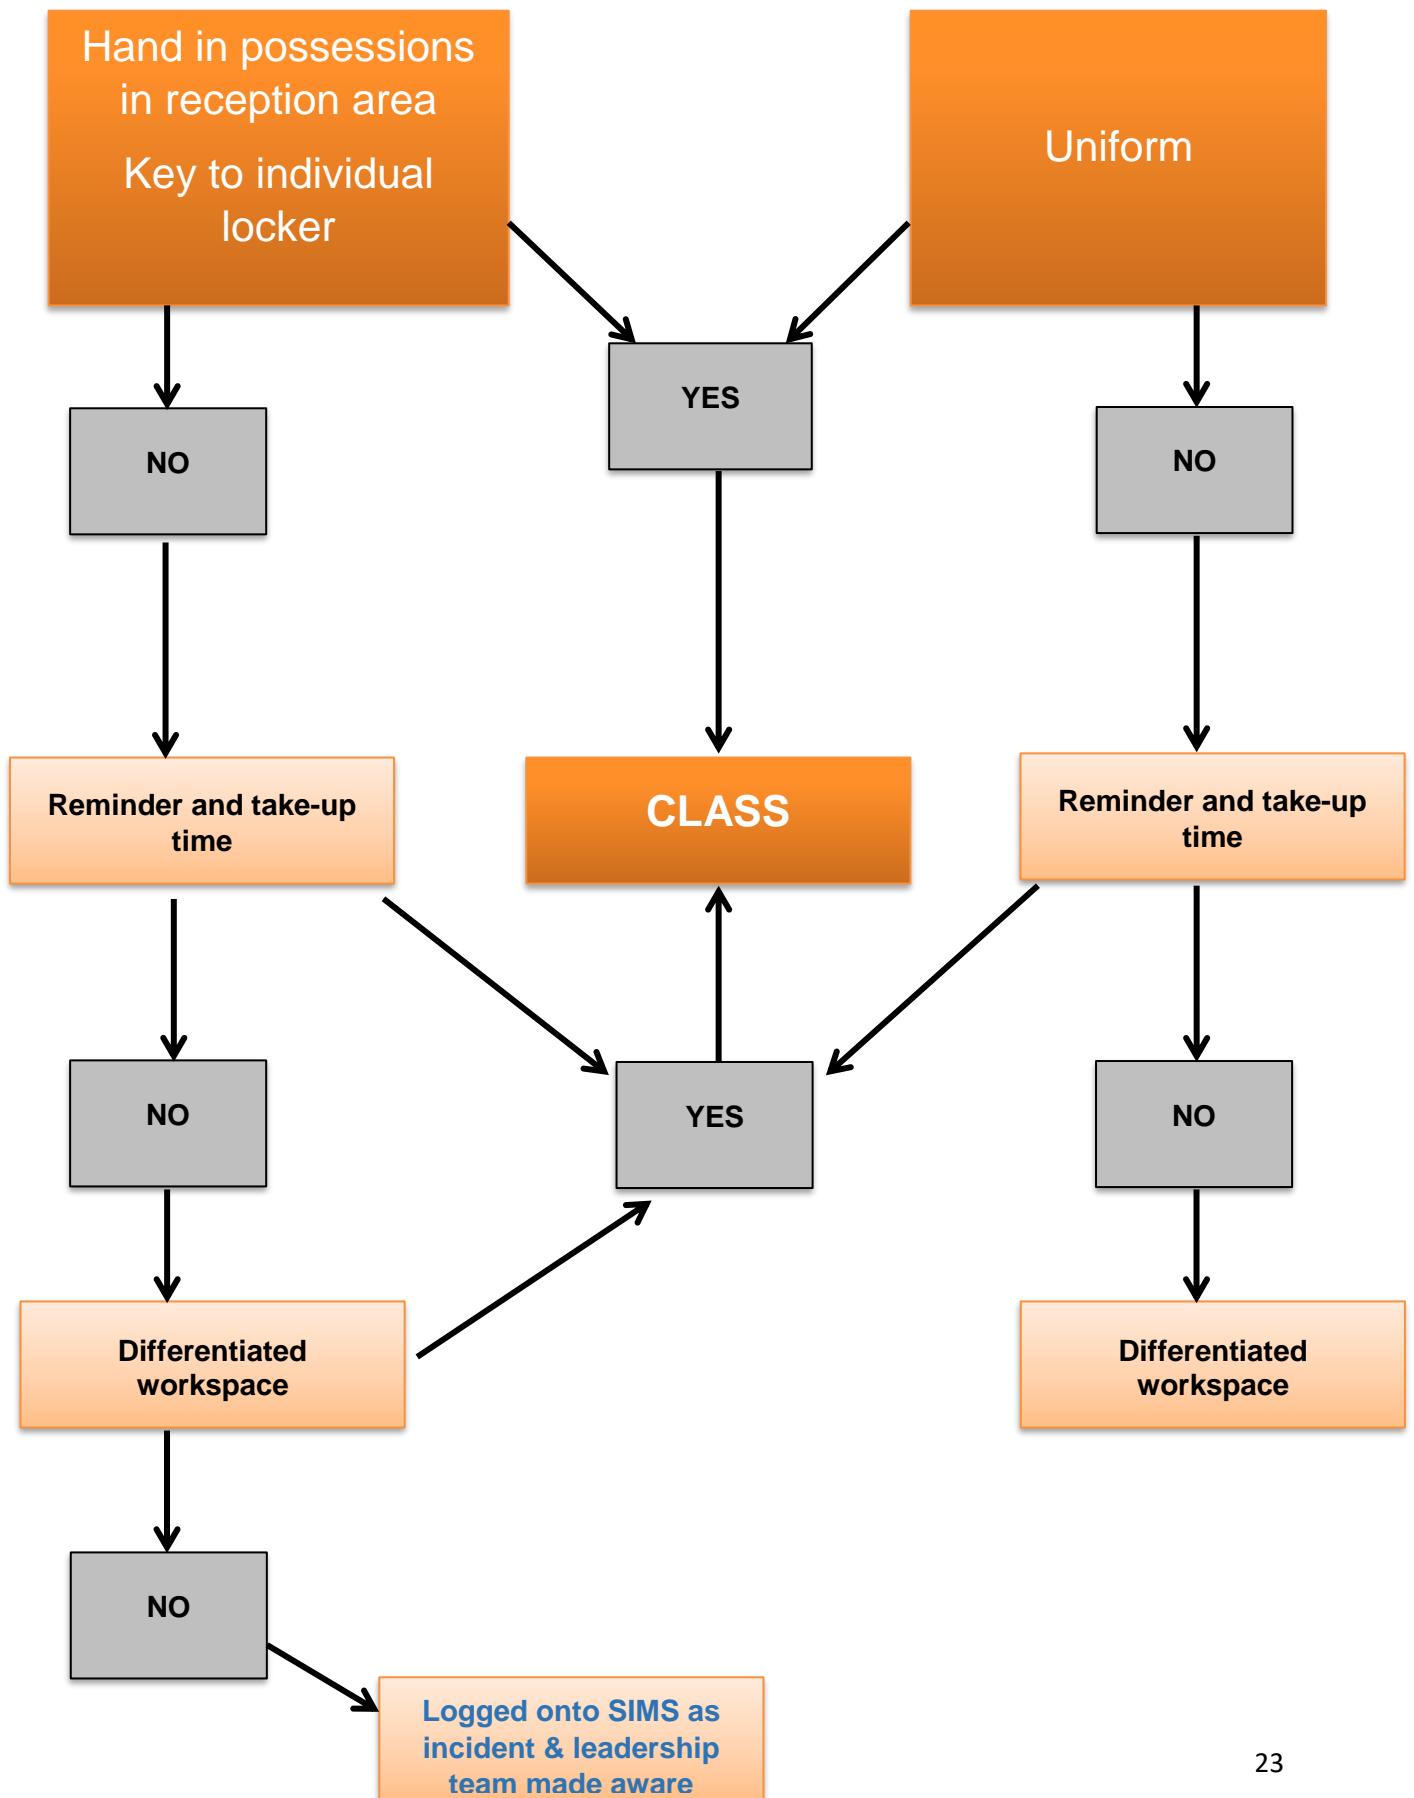 Hand in possessions
in reception area
Key to individual
locker
Uniform
YES
NO
NO
Reminder and take-up
time
CLASS
Reminder and take-up
time
NO
YES
NO
Differentiated
workspace
Differentiated
workspace
NO
Logged onto SIMS as
incident & leadership
team made aware
23